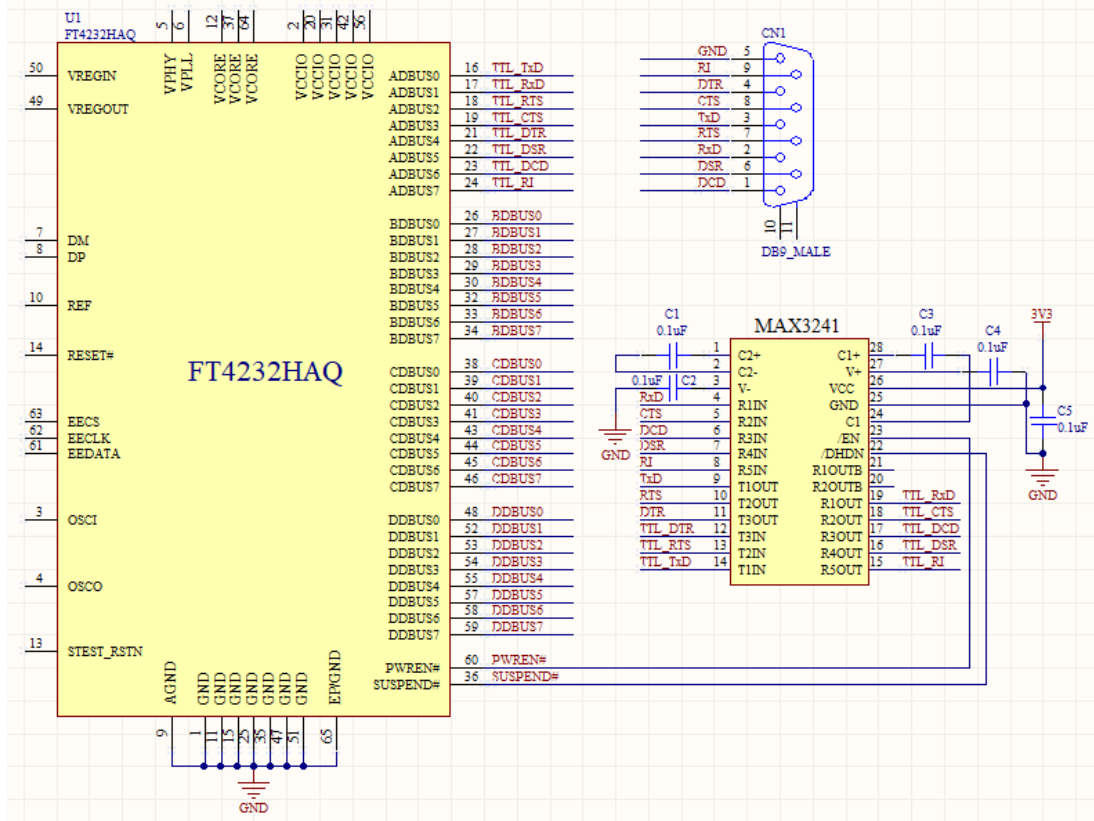 U1
FT4232HAQ
5 6 12 37 64 2 20 31 42 56
VPHY VPLL VCORE VCORE VCORE VCCIO VCCIO VCCIO VCCIO VCCIO
50 VREGIN
49 VREGOUT
7 DM
8 DP
10 REF
14 RESET#
FT4232HAQ
63 EECS
62 EECLK
61 EEDATA
3 OSCI
4 OSCO
13 STEST_RSTN
ADBUS0 16 TTL_TxD
ADBUS1 17 TTL_RxD
ADBUS2 18 TTL_RTS
ADBUS3 19 TTL_CTS
ADBUS4 21 TTL_DTR
ADBUS5 22 TTL_DSR
ADBUS6 23 TTL_DCD
ADBUS7 24 TTL_RI
BDBUS0 26 BDBUS0
BDBUS1 27 BDBUS1
BDBUS2 28 BDBUS2
BDBUS3 29 BDBUS3
BDBUS4 30 BDBUS4
BDBUS5 32 BDBUS5
BDBUS6 33 BDBUS6
BDBUS7 34 BDBUS7
CDBUS0 38 CDBUS0
CDBUS1 39 CDBUS1
CDBUS2 40 CDBUS2
CDBUS3 41 CDBUS3
CDBUS4 43 CDBUS4
CDBUS5 44 CDBUS5
CDBUS6 45 CDBUS6
CDBUS7 46 CDBUS7
DDBUS0 48 DDBUS0
DDBUS1 52 DDBUS1
DDBUS2 53 DDBUS2
DDBUS3 54 DDBUS3
DDBUS4 55 DDBUS4
DDBUS5 57 DDBUS5
DDBUS6 58 DDBUS6
DDBUS7 59 DDBUS7
PWREN# 60 PWREN#
SUSPEND# 36 SUSPEND#
AGND GND GND GND GND GND GND GND EP/GND
9 1 11 15 25 35 47 51 65
GND
CN1
GND 5
RI 9
DTR 4
CTS 8
TxD 3
RTS 7
RxD 2
DSR 6
DCD 1
10 11
DB9_MALE
MAX3241
C1
0.1uF
0.1uF C2
GND
C3
0.1uF
C4
0.1uF
3V3
C5
0.1uF
GND
1 C2+ C1+ 28
2 C2- V+ 27
3 V- VCC 26
RxD 4 R1IN GND 25
CTS 5 R2IN C1 24
DCD 6 R3IN /EN 23
DSR 7 R4IN /DHDN 22
RI 8 R5IN R1OUTB 21
TxD 9 T1OUT R2OUTB 20
RTS 10 T2OUT R1OUT 19 TTL_RxD
DTR 11 T3OUT R2OUT 18 TTL_CTS
TTL_DTR 12 T3IN R3OUT 17 TTL_DCD
TTL_RTS 13 T2IN R4OUT 16 TTL_DSR
TTL_TxD 14 T1IN R5OUT 15 TTL_RI